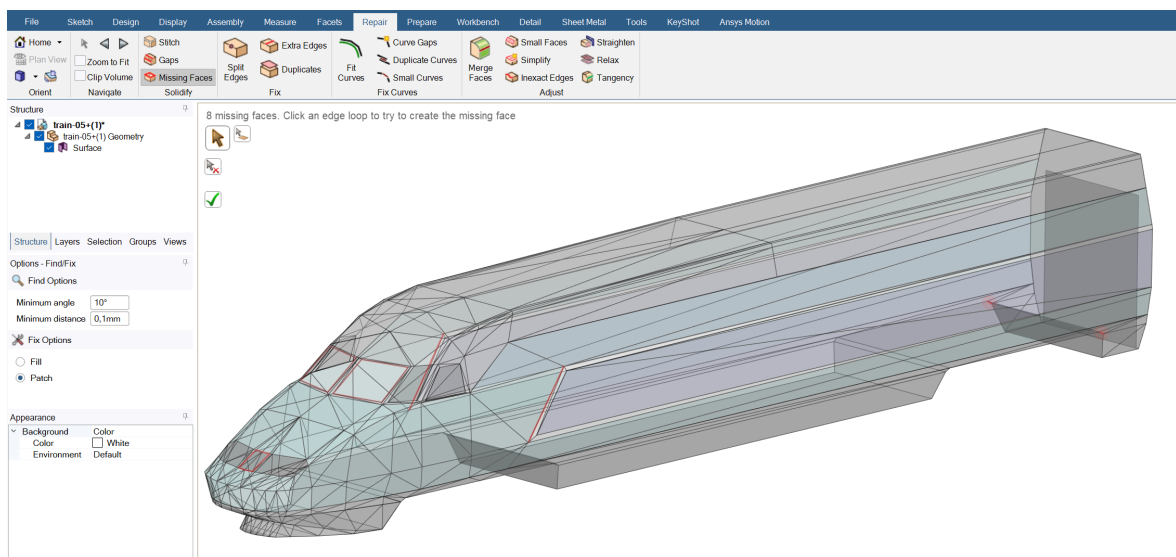 File Sketch Design Display Assembly Measure Facets Repair Prepare Workbench Detail Sheet Metal Tools KeyShot Ansys Motion
Home
Plan View
Orient
Zoom to Fit
Clip Volume
Navigate
Stitch
Gaps
Missing Faces
Solidify
Split
Edges
Extra Edges
Duplicates
Fix
Fit
Curves
Curve Gaps
Duplicate Curves
Small Curves
Fix Curves
Merge
Faces
Small Faces
Simplify
Inexact Edges
Straighten
Relax
Tangency
Adjust
Structure
train-05+(1)*
train-05+(1) Geometry
Surface
Structure Layers Selection Groups Views
Options - Find/Fix
Find Options
Minimum angle 10°
Minimum distance 0,1mm
Fix Options
Fill
Patch
Appearance
Background Color
Color White
Environment Default
8 missing faces. Click an edge loop to try to create the missing face